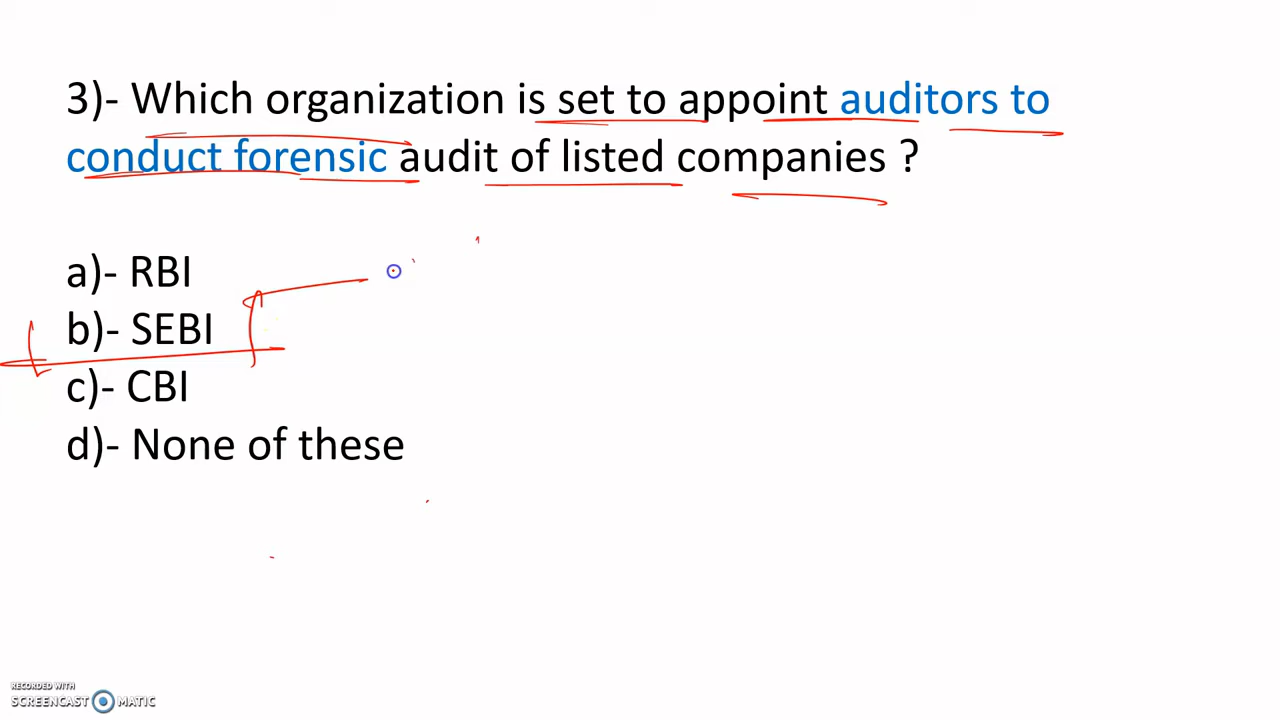 3)- Which organization is set to appoint auditors to
conduct forensic audit of listed companies ?
a)- RBI
b)- SEBI
c)- CBI
d)- None of these
RECORDED WITH
SCREENCAST MATIC